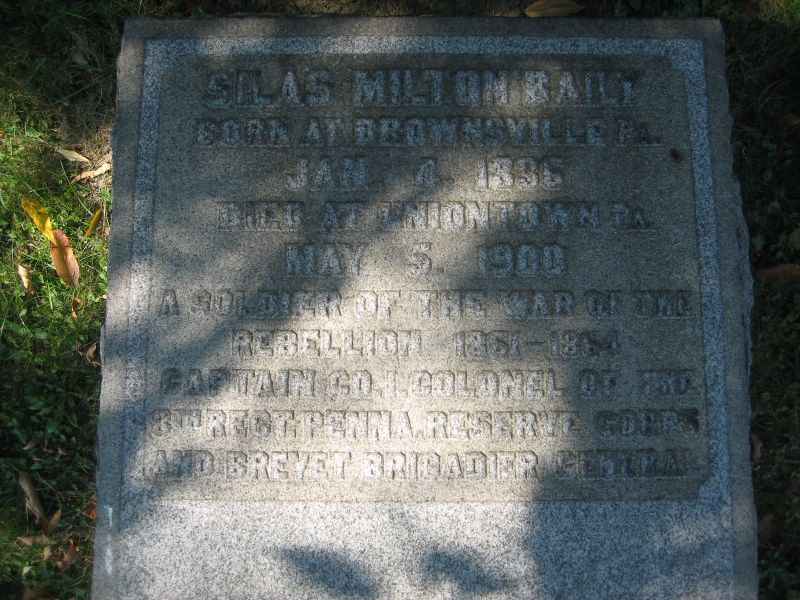 SILAS MILTON BAILY
BORN AT BROWNSVILLE PA.
JAN. 4. 1836
DIED AT UNIONTOWN PA.
MAY 5. 1900
A SOLDIER OF THE WAR OF THE
REBELLION 1861-1864
CAPTAIN CO. I. COLONEL OF THE
8TH REGT. PENNA. RESERVE CORPS
AND BREVET BRIGADIER GENERAL